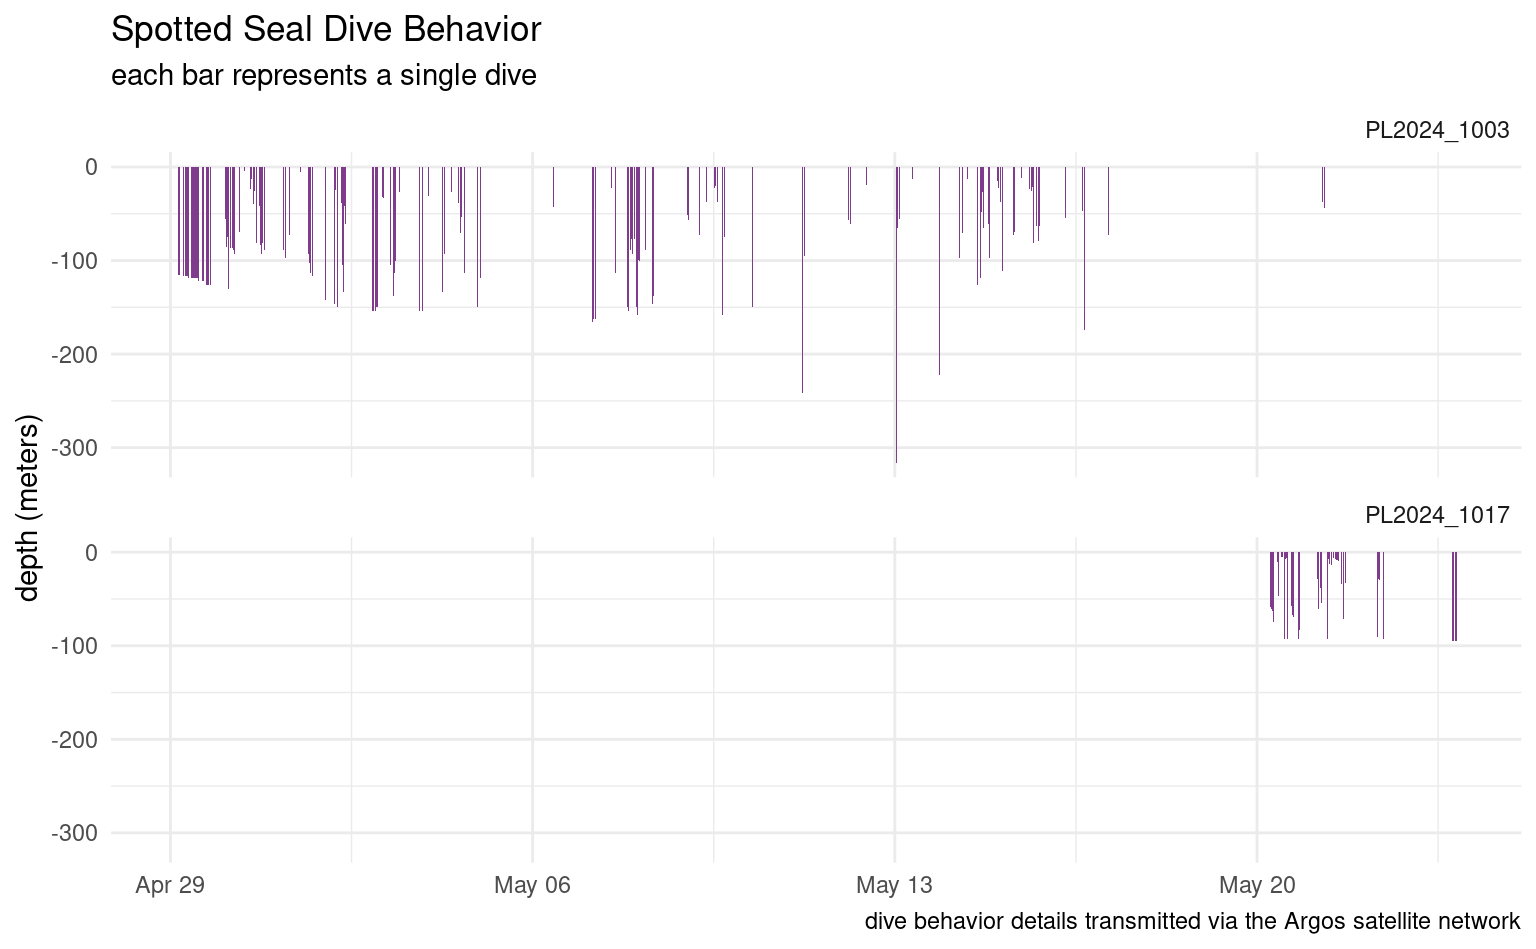 Spotted Seal Dive Behavior
each bar represents a single dive
PL2024_1003
0
-100
-200
-300
depth (meters)
PL2024_1017
0
-100
-200
-300
Apr 29 May 06 May 13 May 20
dive behavior details transmitted via the Argos satellite network